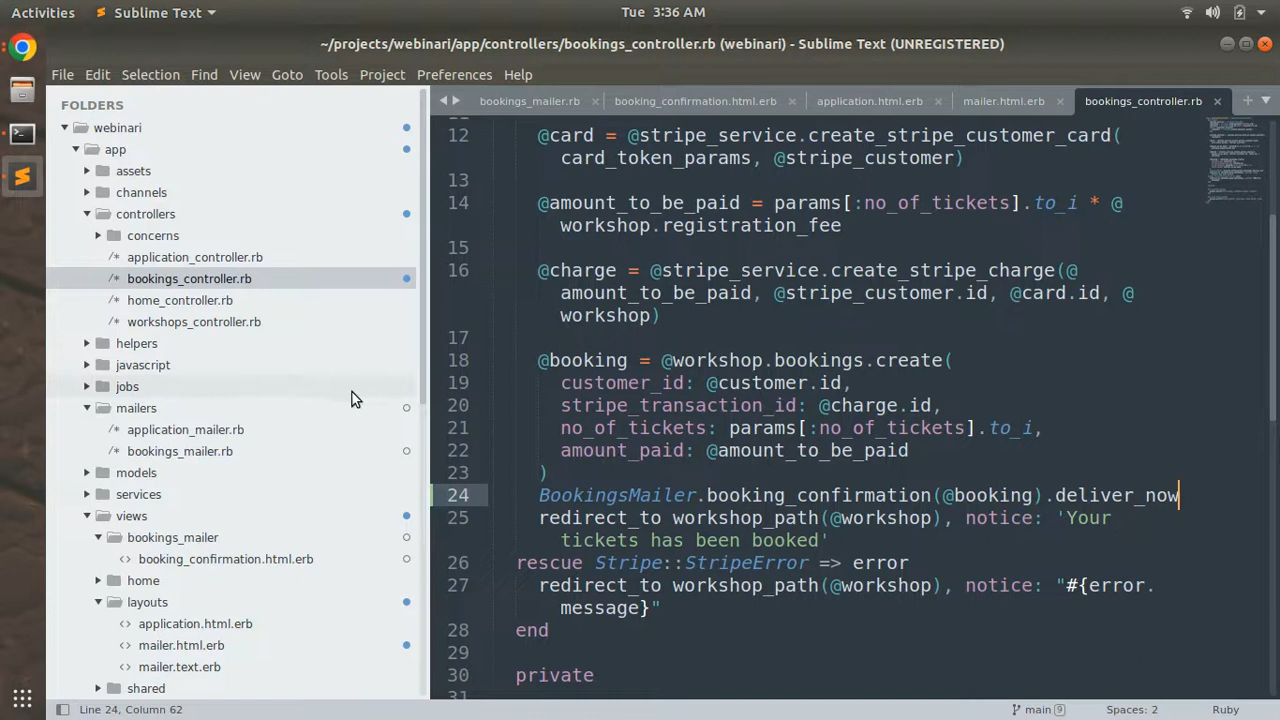 Activities Sublime Text Tue 3:36 AM
~/projects/webinari/app/controllers/bookings_controller.rb (webinari) - Sublime Text (UNREGISTERED)
File Edit Selection Find View Goto Tools Project Preferences Help
FOLDERS
webinari
app
assets
channels
controllers
concerns
/* application_controller.rb
/* bookings_controller.rb
/* home_controller.rb
/* workshops_controller.rb
helpers
javascript
jobs
mailers
/* application_mailer.rb
/* bookings_mailer.rb
models
services
views
bookings_mailer
<> booking_confirmation.html.erb
home
layouts
<> application.html.erb
<> mailer.html.erb
<> mailer.text.erb
shared
bookings_mailer.rb × booking_confirmation.html.erb × application.html.erb × mailer.html.erb × bookings_controller.rb × +
12 @card = @stripe_service.create_stripe_customer_card(
card_token_params, @stripe_customer)
13
14 @amount_to_be_paid = params[:no_of_tickets].to_i * @
workshop.registration_fee
15
16 @charge = @stripe_service.create_stripe_charge(@
amount_to_be_paid, @stripe_customer.id, @card.id, @
workshop)
17
18 @booking = @workshop.bookings.create(
19 customer_id: @customer.id,
20 stripe_transaction_id: @charge.id,
21 no_of_tickets: params[:no_of_tickets].to_i,
22 amount_paid: @amount_to_be_paid
23 )
24 BookingsMailer.booking_confirmation(@booking).deliver_now
25 redirect_to workshop_path(@workshop), notice: 'Your
tickets has been booked'
26 rescue Stripe::StripeError => error
27 redirect_to workshop_path(@workshop), notice: "#{error.
message}"
28 end
30 private
Line 24, Column 62 main 9 Spaces: 2 Ruby